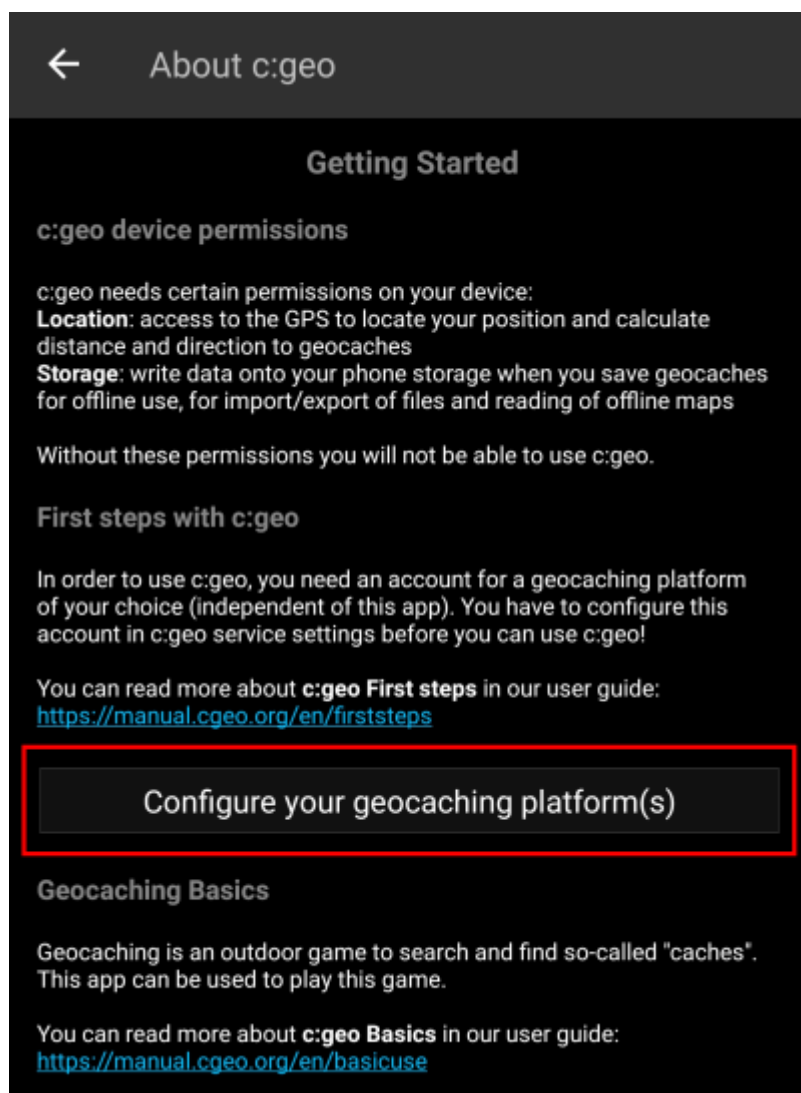 About c:geo
Getting Started
c:geo device permissions
c:geo needs certain permissions on your device:
Location: access to the GPS to locate your position and calculate
distance and direction to geocaches
Storage: write data onto your phone storage when you save geocaches
for offline use, for import/export of files and reading of offline maps
Without these permissions you will not be able to use c:geo.
First steps with c:geo
In order to use c:geo, you need an account for a geocaching platform
of your choice (independent of this app). You have to configure this
account in c:geo service settings before you can use c:geo!
You can read more about c:geo First steps in our user guide:
https://manual.cgeo.org/en/firststeps
Configure your geocaching platform(s)
Geocaching Basics
Geocaching is an outdoor game to search and find so-called "caches".
This app can be used to play this game.
You can read more about c:geo Basics in our user guide:
https://manual.cgeo.org/en/basicuse